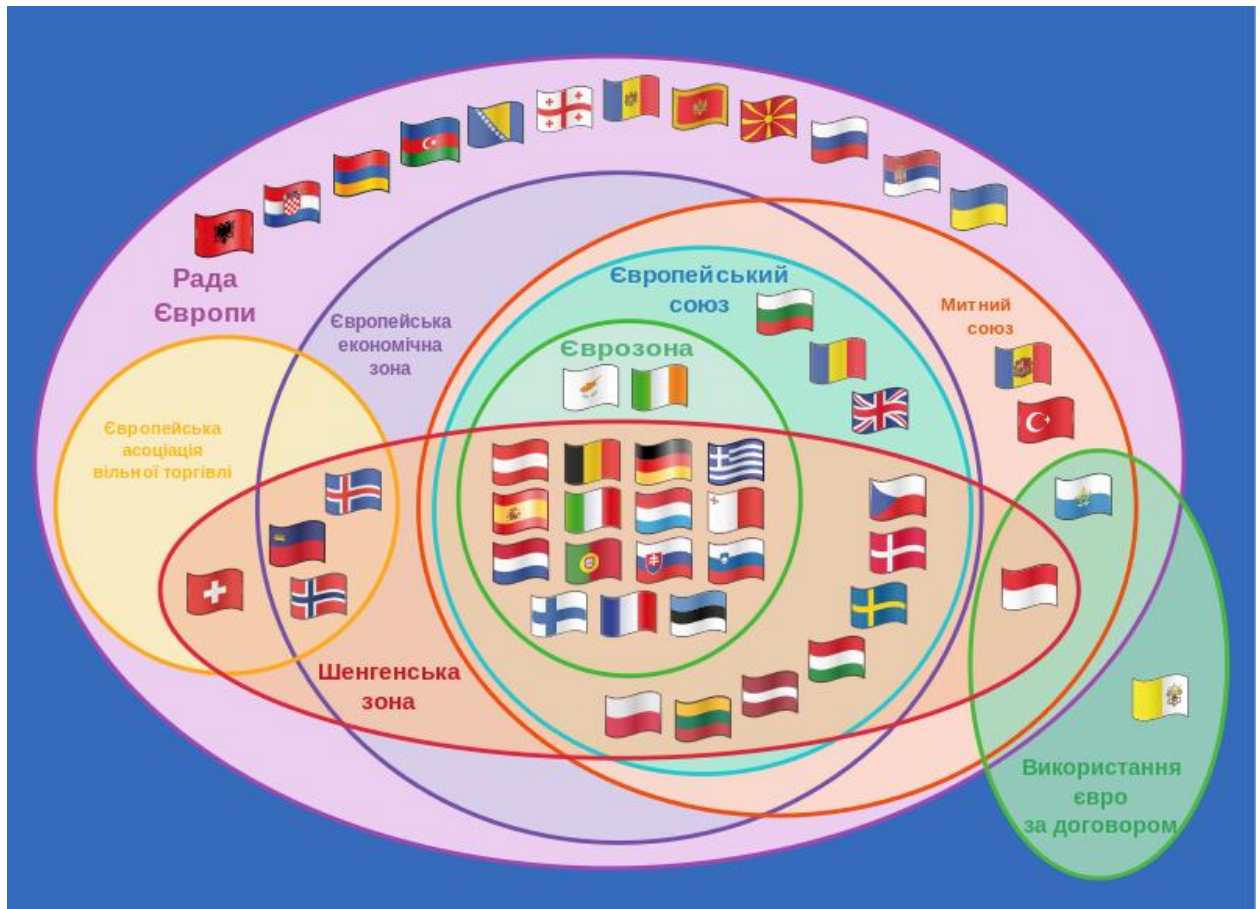 Рада
Європи
Європейська
економічна
зона
Європейський
союз
Митний
союз
Єврозона
Європейська
асоціація
вільної торгівлі
Шенгенська
зона
Використання
євро
за договором